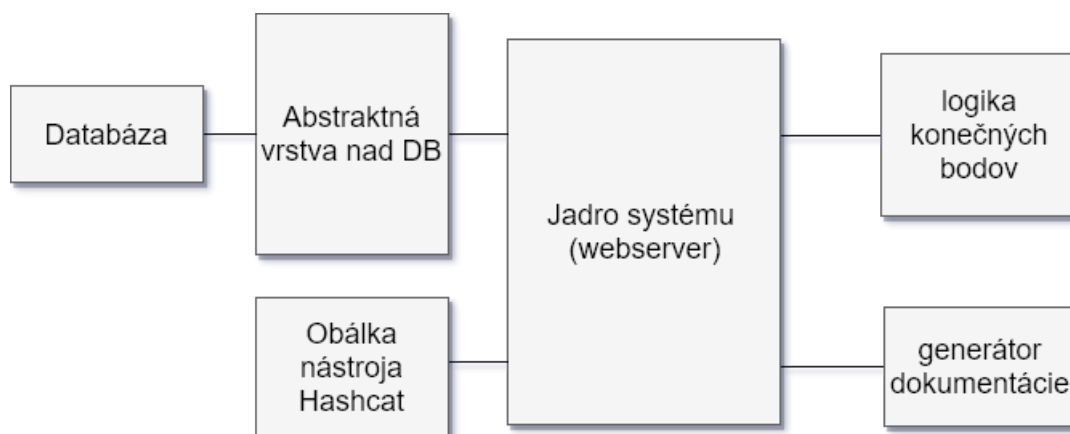 Databáza
Abstraktná
vrstva nad DB
Obálka
nástroja
Hashcat
Jadro systému
(webserver)
logika
konečných
bodov
generátor
dokumentácie